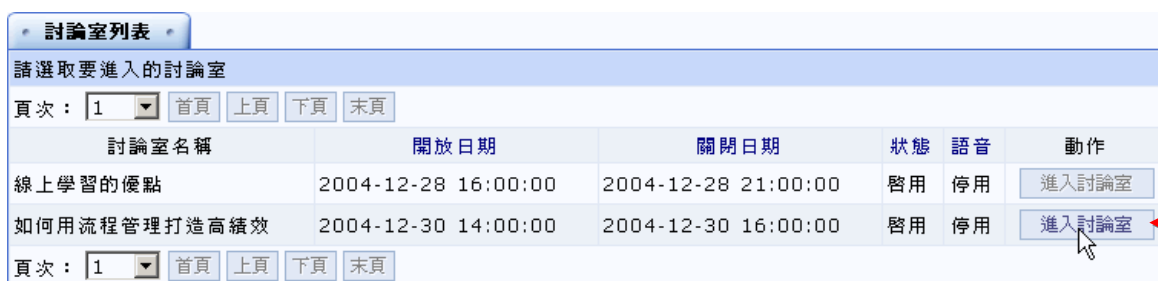 討論室列表
請選取要進入的討論室
頁次： 1 首頁 上頁 下頁 末頁
討論室名稱 開放日期 關閉日期 狀態 語音 動作
線上學習的優點 2004-12-28 16:00:00 2004-12-28 21:00:00 啟用 停用 進入討論室
如何用流程管理打造高績效 2004-12-30 14:00:00 2004-12-30 16:00:00 啟用 停用 進入討論室
頁次： 1 首頁 上頁 下頁 末頁